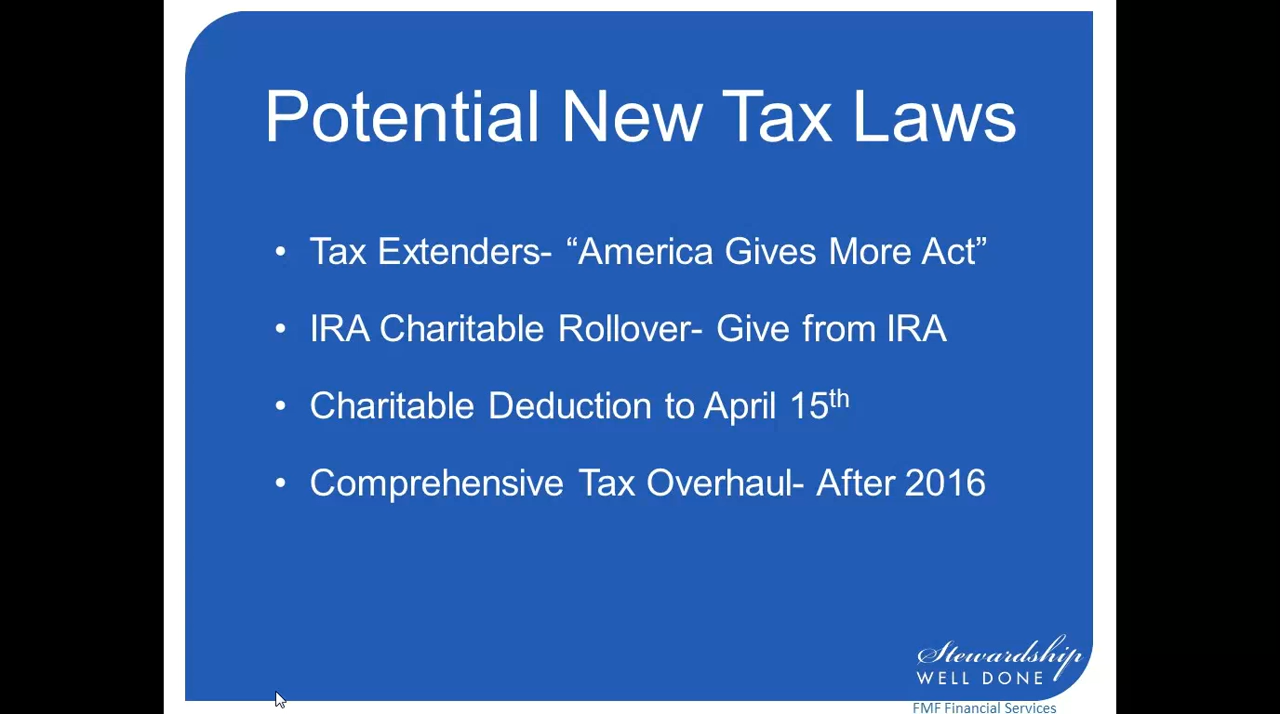 Potential New Tax Laws
• Tax Extenders- “America Gives More Act”
• IRA Charitable Rollover- Give from IRA
• Charitable Deduction to April 15th
• Comprehensive Tax Overhaul- After 2016
Stewardship
WELL DONE
FMF Financial Services